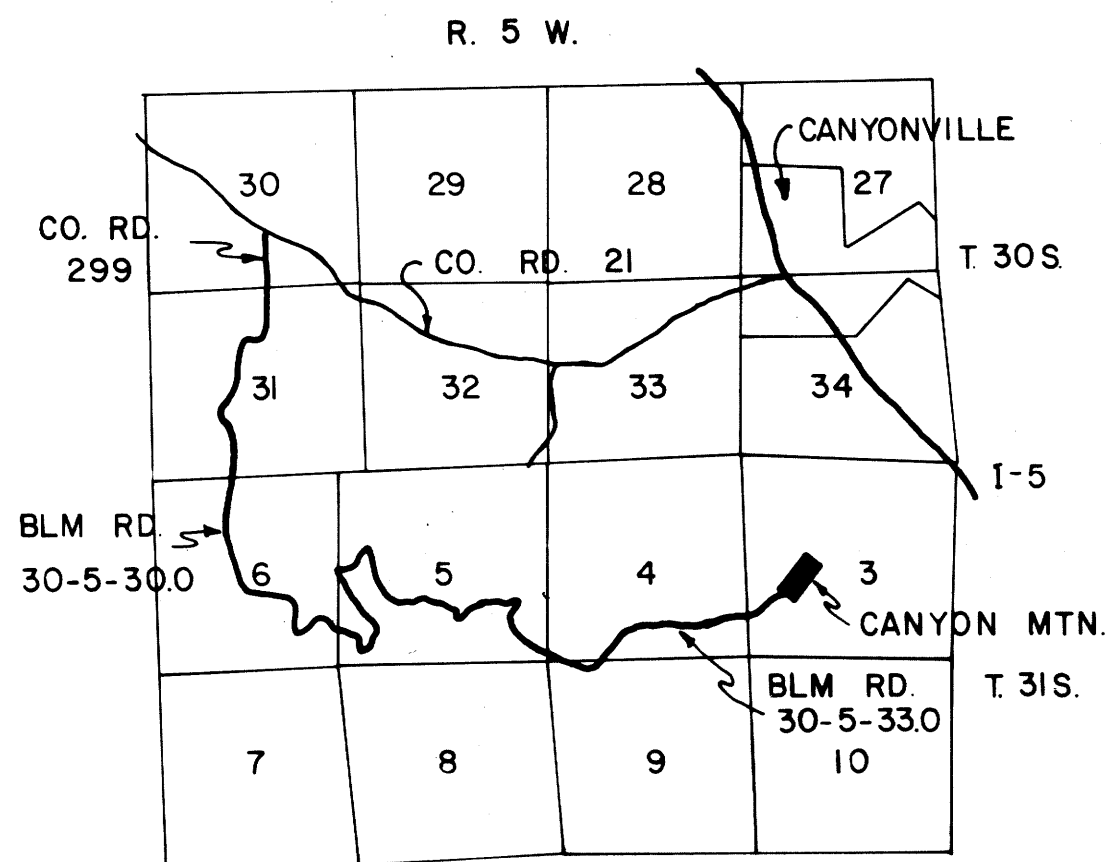 R. 5 W.
CANYONVILLE
30
29
28
27
CO. RD.
299
CO. RD. 21
T. 30 S.
31
32
33
34
I-5
BLM RD.
30-5-30.0
6
5
4
3
CANYON MTN.
BLM RD.
30-5-33.0
T. 31 S.
7
8
9
10